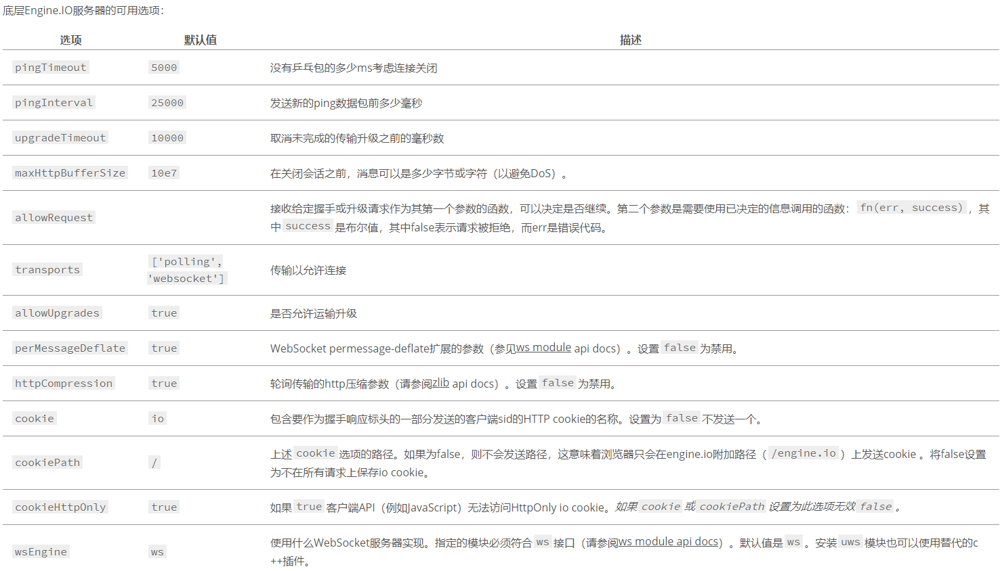 底层Engine.IO服务器的可用选项：
选项 默认值 描述
pingTimeout 5000 没有乒乓包的多少ms考虑连接关闭
pingInterval 25000 发送新的ping数据包前多少毫秒
upgradeTimeout 10000 取消未完成的传输升级之前的毫秒数
maxHttpBufferSize 10e7 在关闭会话之前，消息可以是多少字节或字符（以避免DoS）。
allowRequest 接收给定握手或升级请求作为其第一个参数的函数，可以决定是否继续。第二个参数是需要使用已决定的信息调用的函数： fn(err, success) ，其
中 success 是布尔值，其中false表示请求被拒绝，而err是错误代码。
transports ['polling',
'websocket'] 传输以允许连接
allowUpgrades true 是否允许运输升级
perMessageDeflate true WebSocket permessage-deflate扩展的参数（参见ws module api docs）。设置 false 为禁用。
httpCompression true 轮询传输的http压缩参数（请参阅zlib api docs）。设置 false 为禁用。
cookie io 包含要作为握手响应标头的一部分发送的客户端sid的HTTP cookie的名称。设置为 false 不发送一个。
cookiePath / 上述 cookie 选项的路径。如果为false，则不会发送路径，这意味着浏览器只会在engine.io附加路径（ /engine.io ）上发送cookie 。将false设置
为不在所有请求上保存io cookie。
cookieHttpOnly true 如果 true 客户端API（例如JavaScript）无法访问HttpOnly io cookie。如果 cookie 或 cookiePath 设置为此选项无效 false 。
wsEngine ws 使用什么WebSocket服务器实现。指定的模块必须符合 ws 接口（请参阅ws module api docs）。默认值是 ws 。安装 uws 模块也可以使用替代的c
++插件。